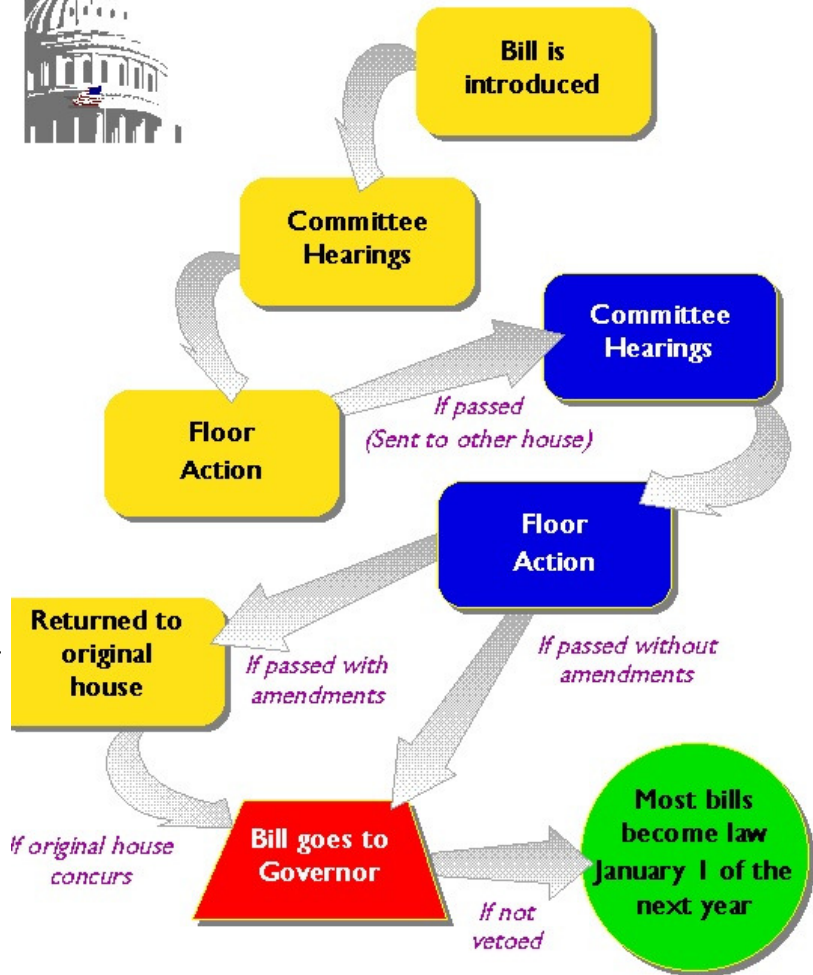 Bill is
introduced
Committee
Hearings
Committee
Hearings
Floor
Action
If passed
(Sent to other house)
Floor
Action
Returned to
original
house
If passed with
amendments
If passed without
amendments
If original house
concurs
Bill goes to
Governor
If not
vetoed
Most bills
become law
January 1 of the
next year